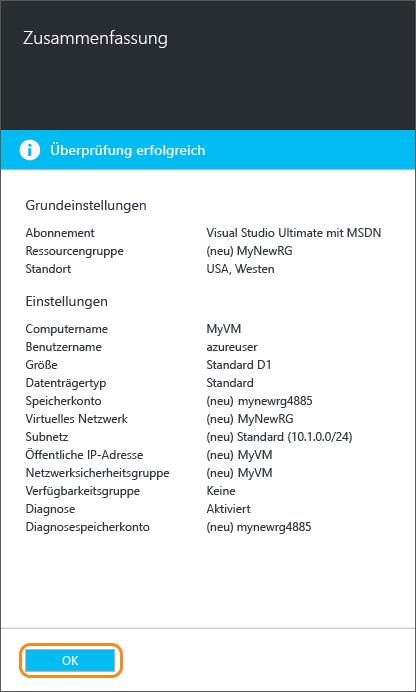 Zusammenfassung
Überprüfung erfolgreich
Grundeinstellungen
Abonnement Visual Studio Ultimate mit MSDN
Ressourcengruppe (neu) MyNewRG
Standort USA, Westen
Einstellungen
Computername MyVM
Benutzername azureuser
Größe Standard D1
Datenträgertyp Standard
Speicherkonto (neu) mynewrg4885
Virtuelles Netzwerk (neu) MyNewRG
Subnetz (neu) Standard (10.1.0.0/24)
Öffentliche IP-Adresse (neu) MyVM
Netzwerksicherheitsgruppe (neu) MyVM
Verfügbarkeitsgruppe Keine
Diagnose Aktiviert
Diagnosespeicherkonto (neu) mynewrg4885
OK